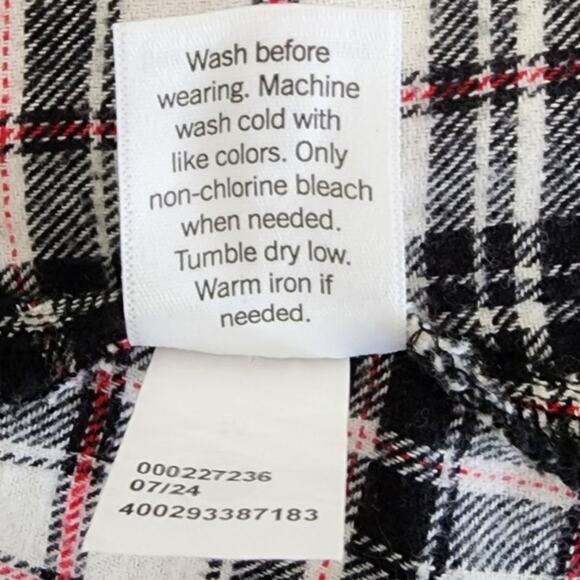 Wash before
wearing. Machine
wash cold with
like colors. Only
non-chlorine bleach
when needed.
Tumble dry low.
Warm iron if
needed.
000227236
07/24
400293387183